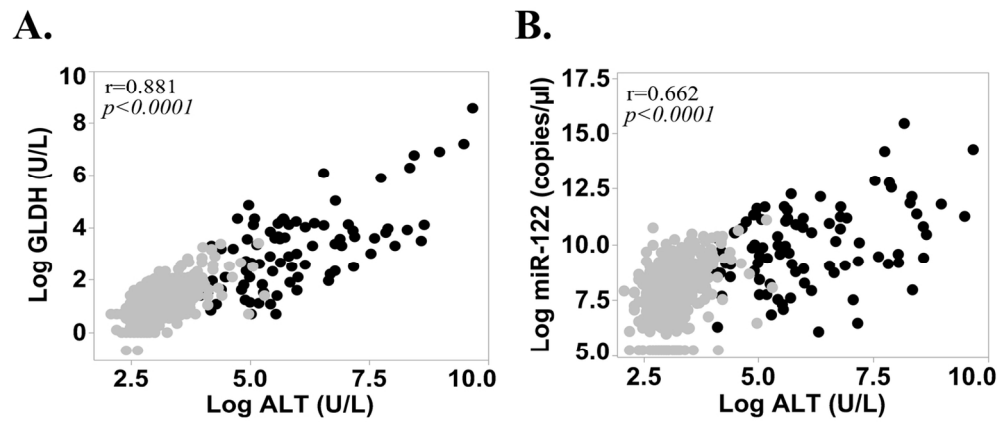 A.
B.
r=0.881
p<0.0001
Log GLDH (U/L)
10
8
6
4
2
0
2.5 5.0 7.5 10.0
Log ALT (U/L)
r=0.662
p<0.0001
Log miR-122 (copies/µl)
17.5
15.0
12.5
10.0
7.5
5.0
2.5 5.0 7.5 10.0
Log ALT (U/L)